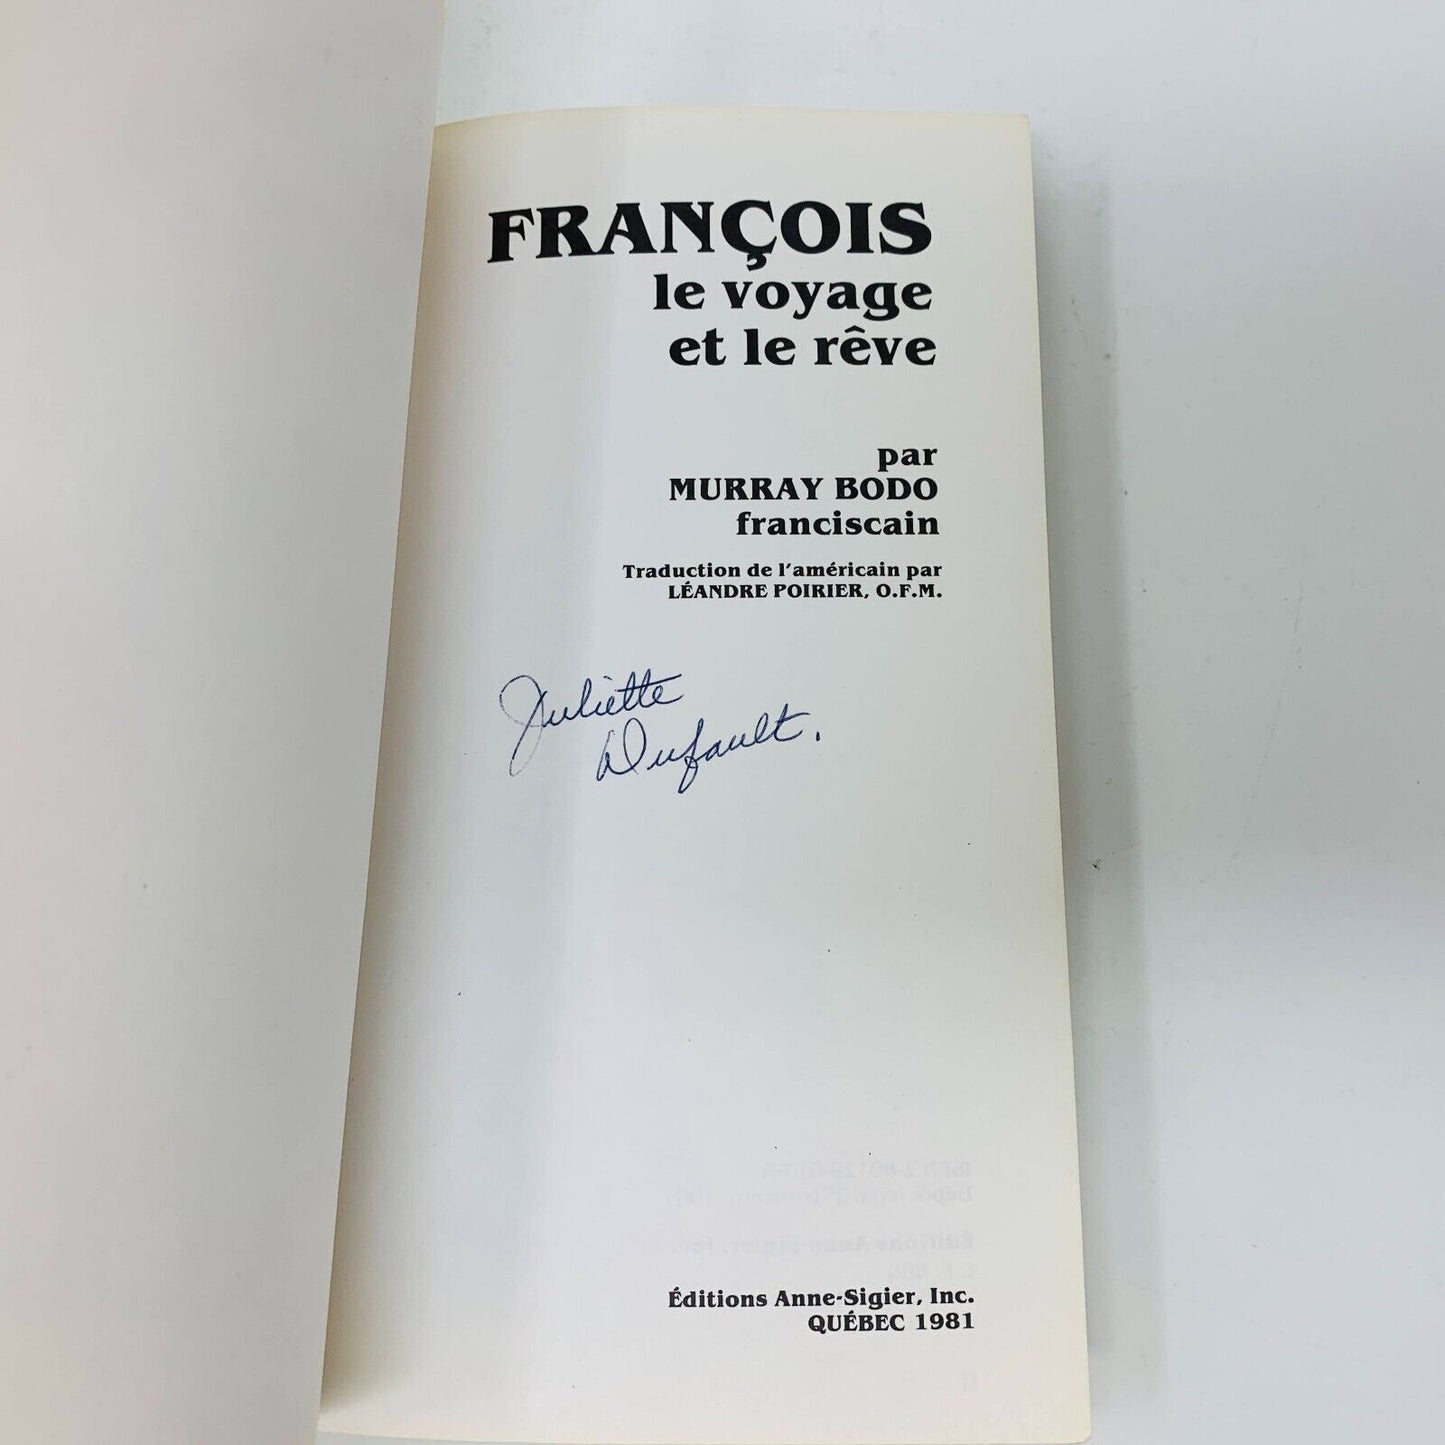 FRANÇOIS
le voyage
et le rêve
par
MURRAY BODO
franciscain
Traduction de l'américain par
LÉANDRE POIRIER, O.F.M.
Juliette
Dufault.
Éditions Anne-Sigier, Inc.
QUÉBEC 1981